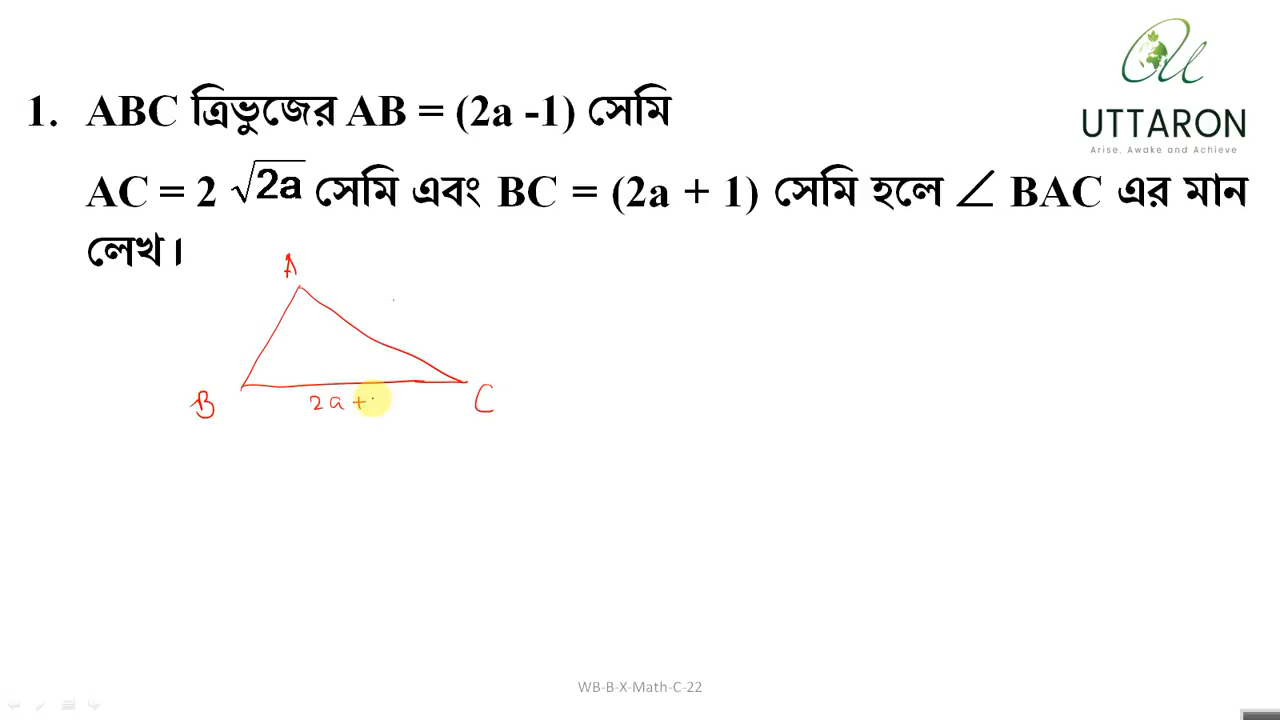 UTTARON
Arise, Awake and Achieve
1. ABC ত্রিভুজের AB = (2a -1) সেমি
AC = 2 √2a সেমি এবং BC = (2a + 1) সেমি হলে ∠ BAC এর মান
লেখ।
A
B
2a +
C
WB-B-X-Math-C-22